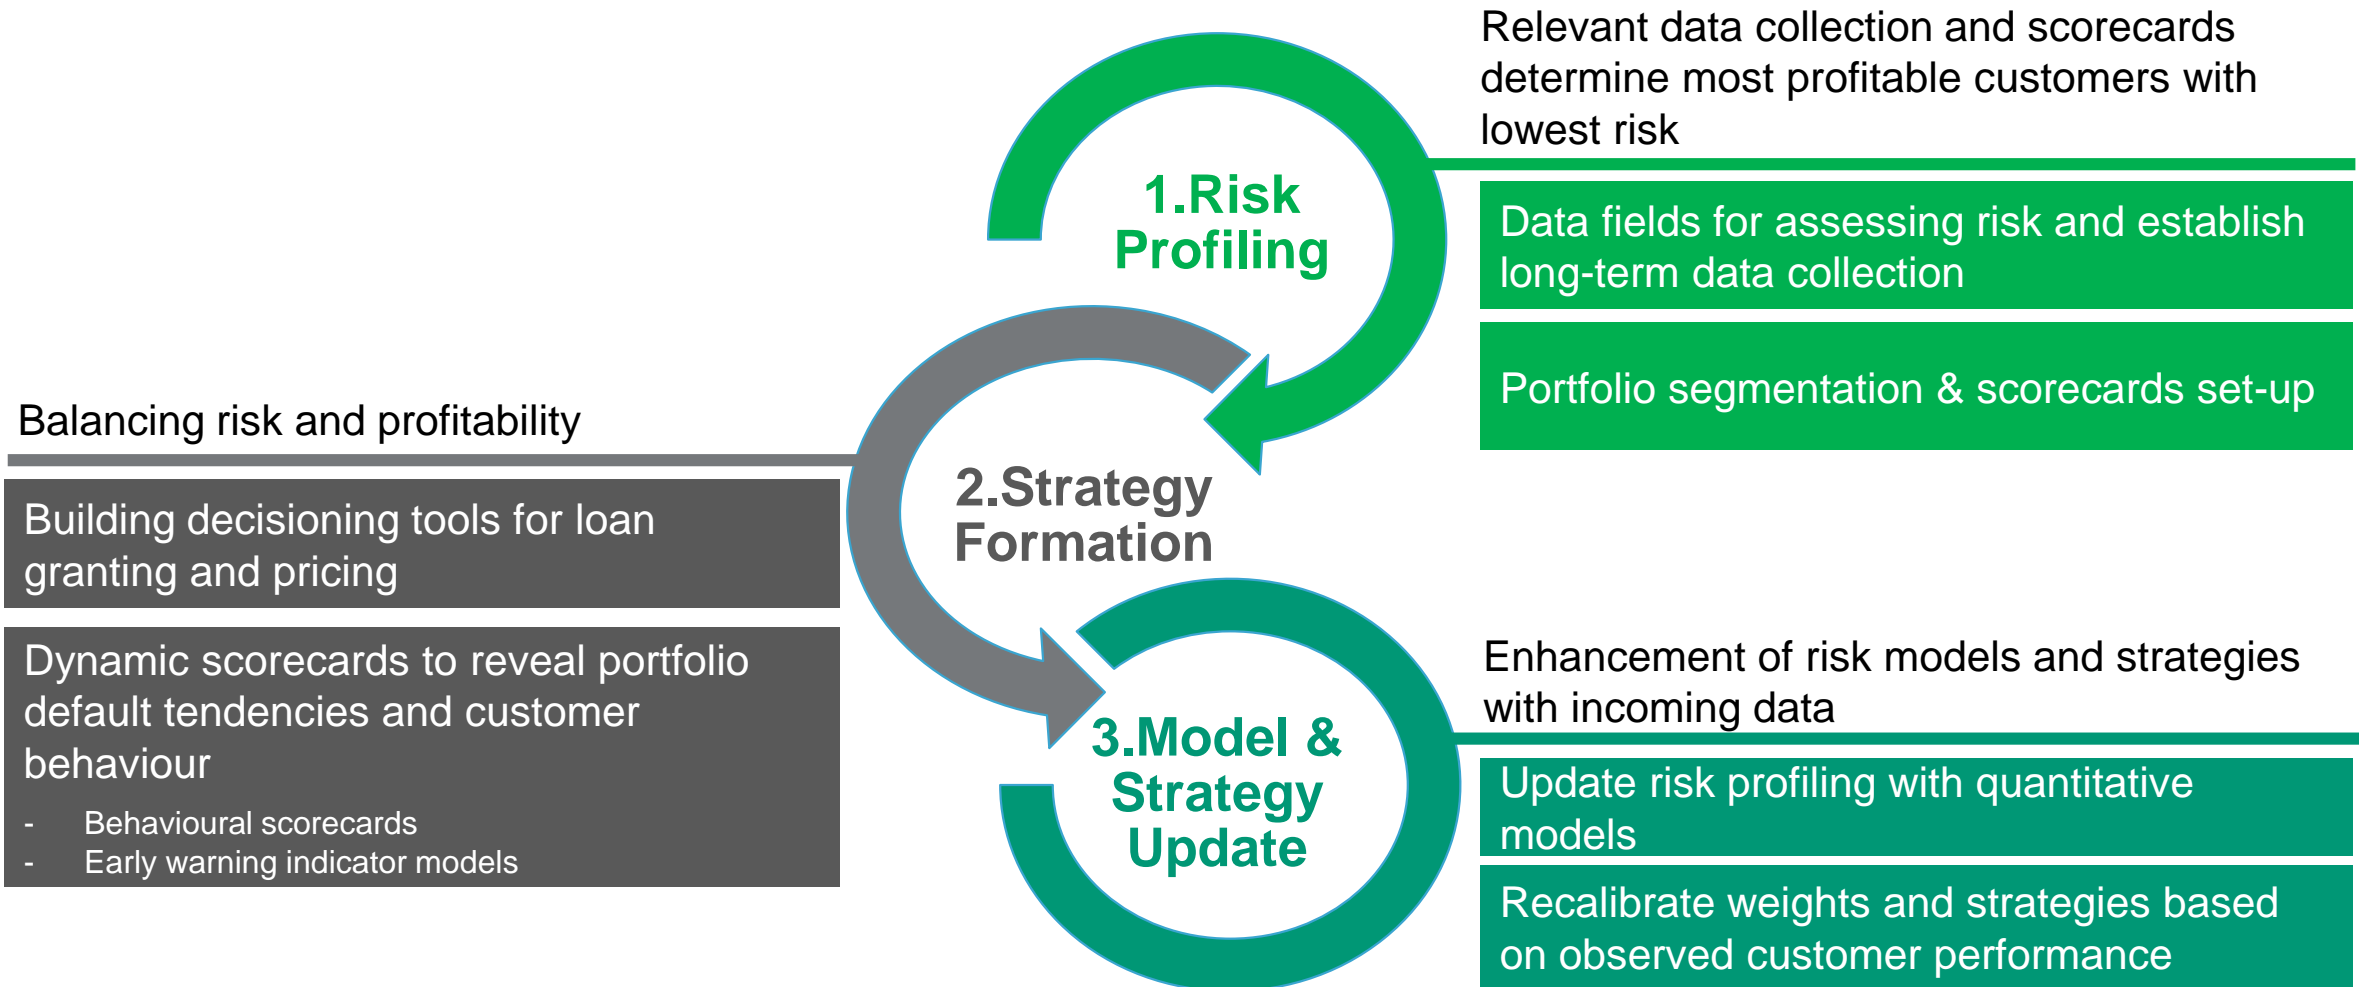 Relevant data collection and scorecards
determine most profitable customers with
lowest risk
1.Risk
Profiling
Data fields for assessing risk and establish
long-term data collection
Portfolio segmentation & scorecards set-up
Balancing risk and profitability
2.Strategy
Formation
Building decisioning tools for loan
granting and pricing
Dynamic scorecards to reveal portfolio
default tendencies and customer
behaviour
- Behavioural scorecards
- Early warning indicator models
Enhancement of risk models and strategies
with incoming data
3.Model &
Strategy
Update
Update risk profiling with quantitative
models
Recalibrate weights and strategies based
on observed customer performance